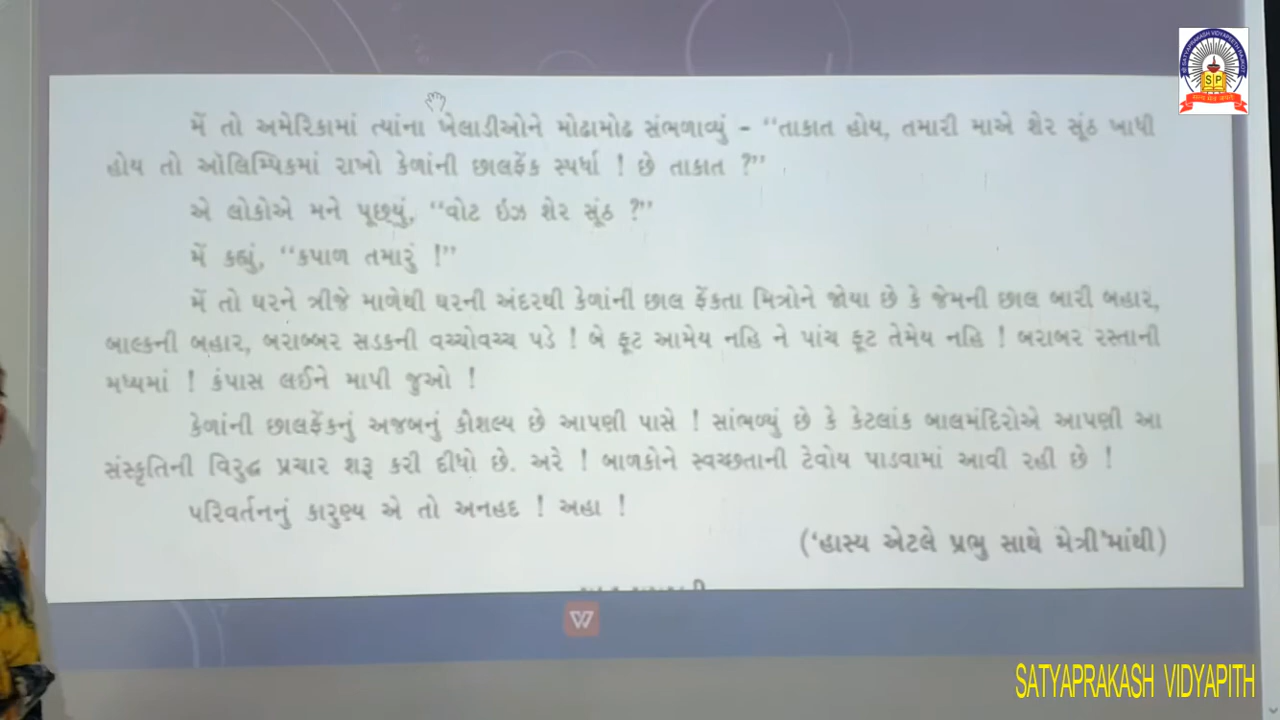 મેં તો અમેરિકામાં ત્યાંના ખેલાડીઓને મોઢામોઢ સંભળાવ્યું – “તાકાત હોય, તમારી માએ શેર સૂંઠ ખાધી
હોય તો ઑલિમ્પિકમાં રાખો કેળાંની છાલફેંક સ્પર્ધા ! છે તાકાત ?”
એ લોકોએ મને પૂછ્યું, “વોટ ઇઝ શેર સૂંઠ ?”
મેં કહ્યું, “કપાળ તમારું !”
મેં તો ઘરને ત્રીજે માળેથી ઘરની અંદરથી કેળાંની છાલ ફેંકતા મિત્રોને જોયા છે કે જેમની છાલ બારી બહાર,
બાલ્કની બહાર, બરાબ્બર સડકની વચ્ચોવચ્ચ પડે ! બે ફૂટ આમેય નહિ ને પાંચ ફૂટ તેમેય નહિ ! બરાબર રસ્તાની
મધ્યમાં ! કંપાસ લઈને માપી જુઓ !
કેળાંની છાલફેંકનું અજબનું કૌશલ્ય છે આપણી પાસે ! સાંભળ્યું છે કે કેટલાંક બાલમંદિરોએ આપણી આ
સંસ્કૃતિની વિરુદ્ધ પ્રચાર શરૂ કરી દીધો છે. અરે ! બાળકોને સ્વચ્છતાની ટેવોય પાડવામાં આવી રહી છે !
પરિવર્તનનું કારુણ્ય એ તો અનહદ ! અહા !
(‘હાસ્ય એટલે પ્રભુ સાથે મૈત્રી’માંથી)
W
SP
SATYAPRAKASH VIDYAPITH